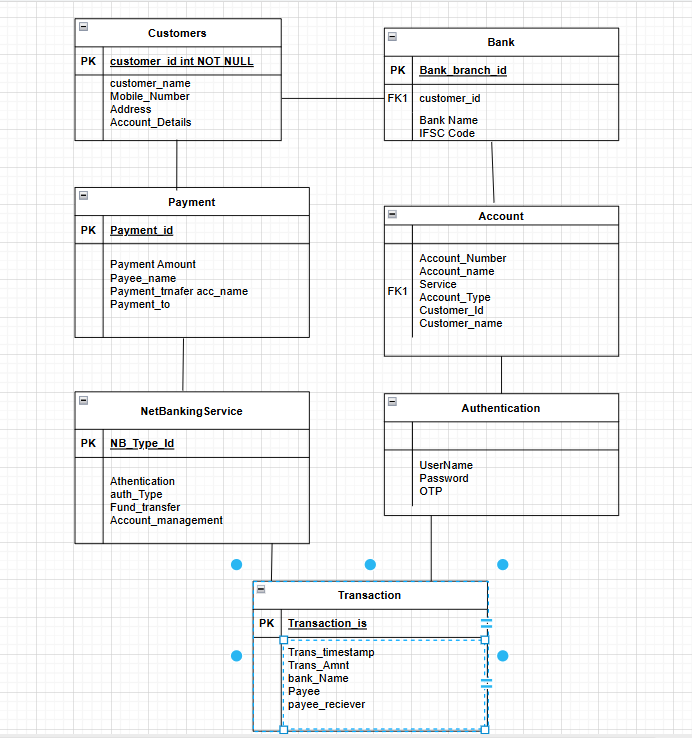 Customers
PK customer_id int NOT NULL
customer_name
Mobile_Number
Address
Account_Details
Bank
PK Bank_branch_id
FK1 customer_id
Bank Name
IFSC Code
Payment
PK Payment_id
Payment Amount
Payee_name
Payment_trnafer acc_name
Payment_to
Account
Account_Number
Account_name
Service
FK1 Account_Type
Customer_Id
Customer_name
NetBankingService
PK NB_Type_Id
Athentication
auth_Type
Fund_transfer
Account_management
Authentication
UserName
Password
OTP
Transaction
PK Transaction_is
Trans_timestamp
Trans_Amnt
bank_Name
Payee
payee_reciever